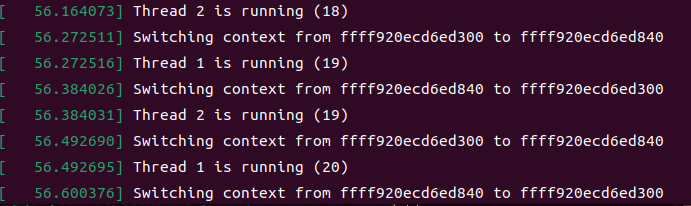 [   56.164073] Thread 2 is running (18)
[   56.272511] Switching context from ffff920ecd6ed300 to ffff920ecd6ed840
[   56.272516] Thread 1 is running (19)
[   56.384026] Switching context from ffff920ecd6ed840 to ffff920ecd6ed300
[   56.384031] Thread 2 is running (19)
[   56.492690] Switching context from ffff920ecd6ed300 to ffff920ecd6ed840
[   56.492695] Thread 1 is running (20)
[   56.600376] Switching context from ffff920ecd6ed840 to ffff920ecd6ed300